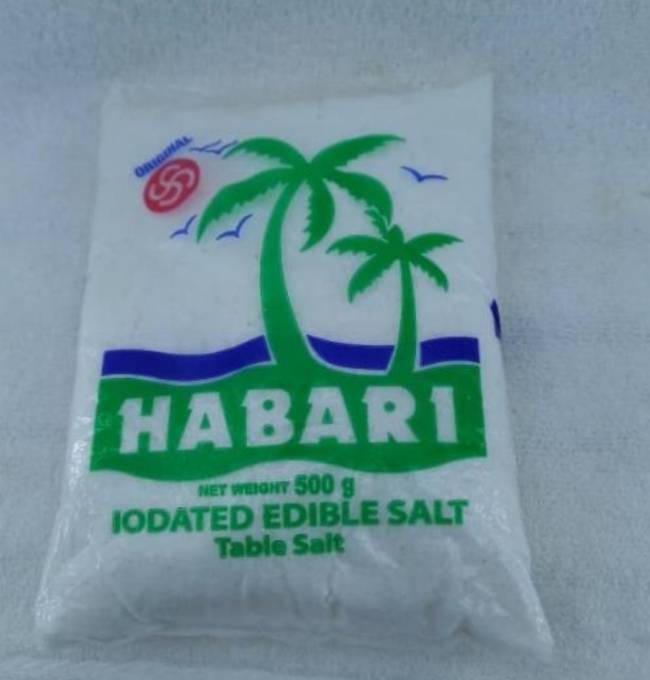 ORIGINAL
HABARI
NET WEIGHT 500 g
IODATED EDIBLE SALT
Table Salt